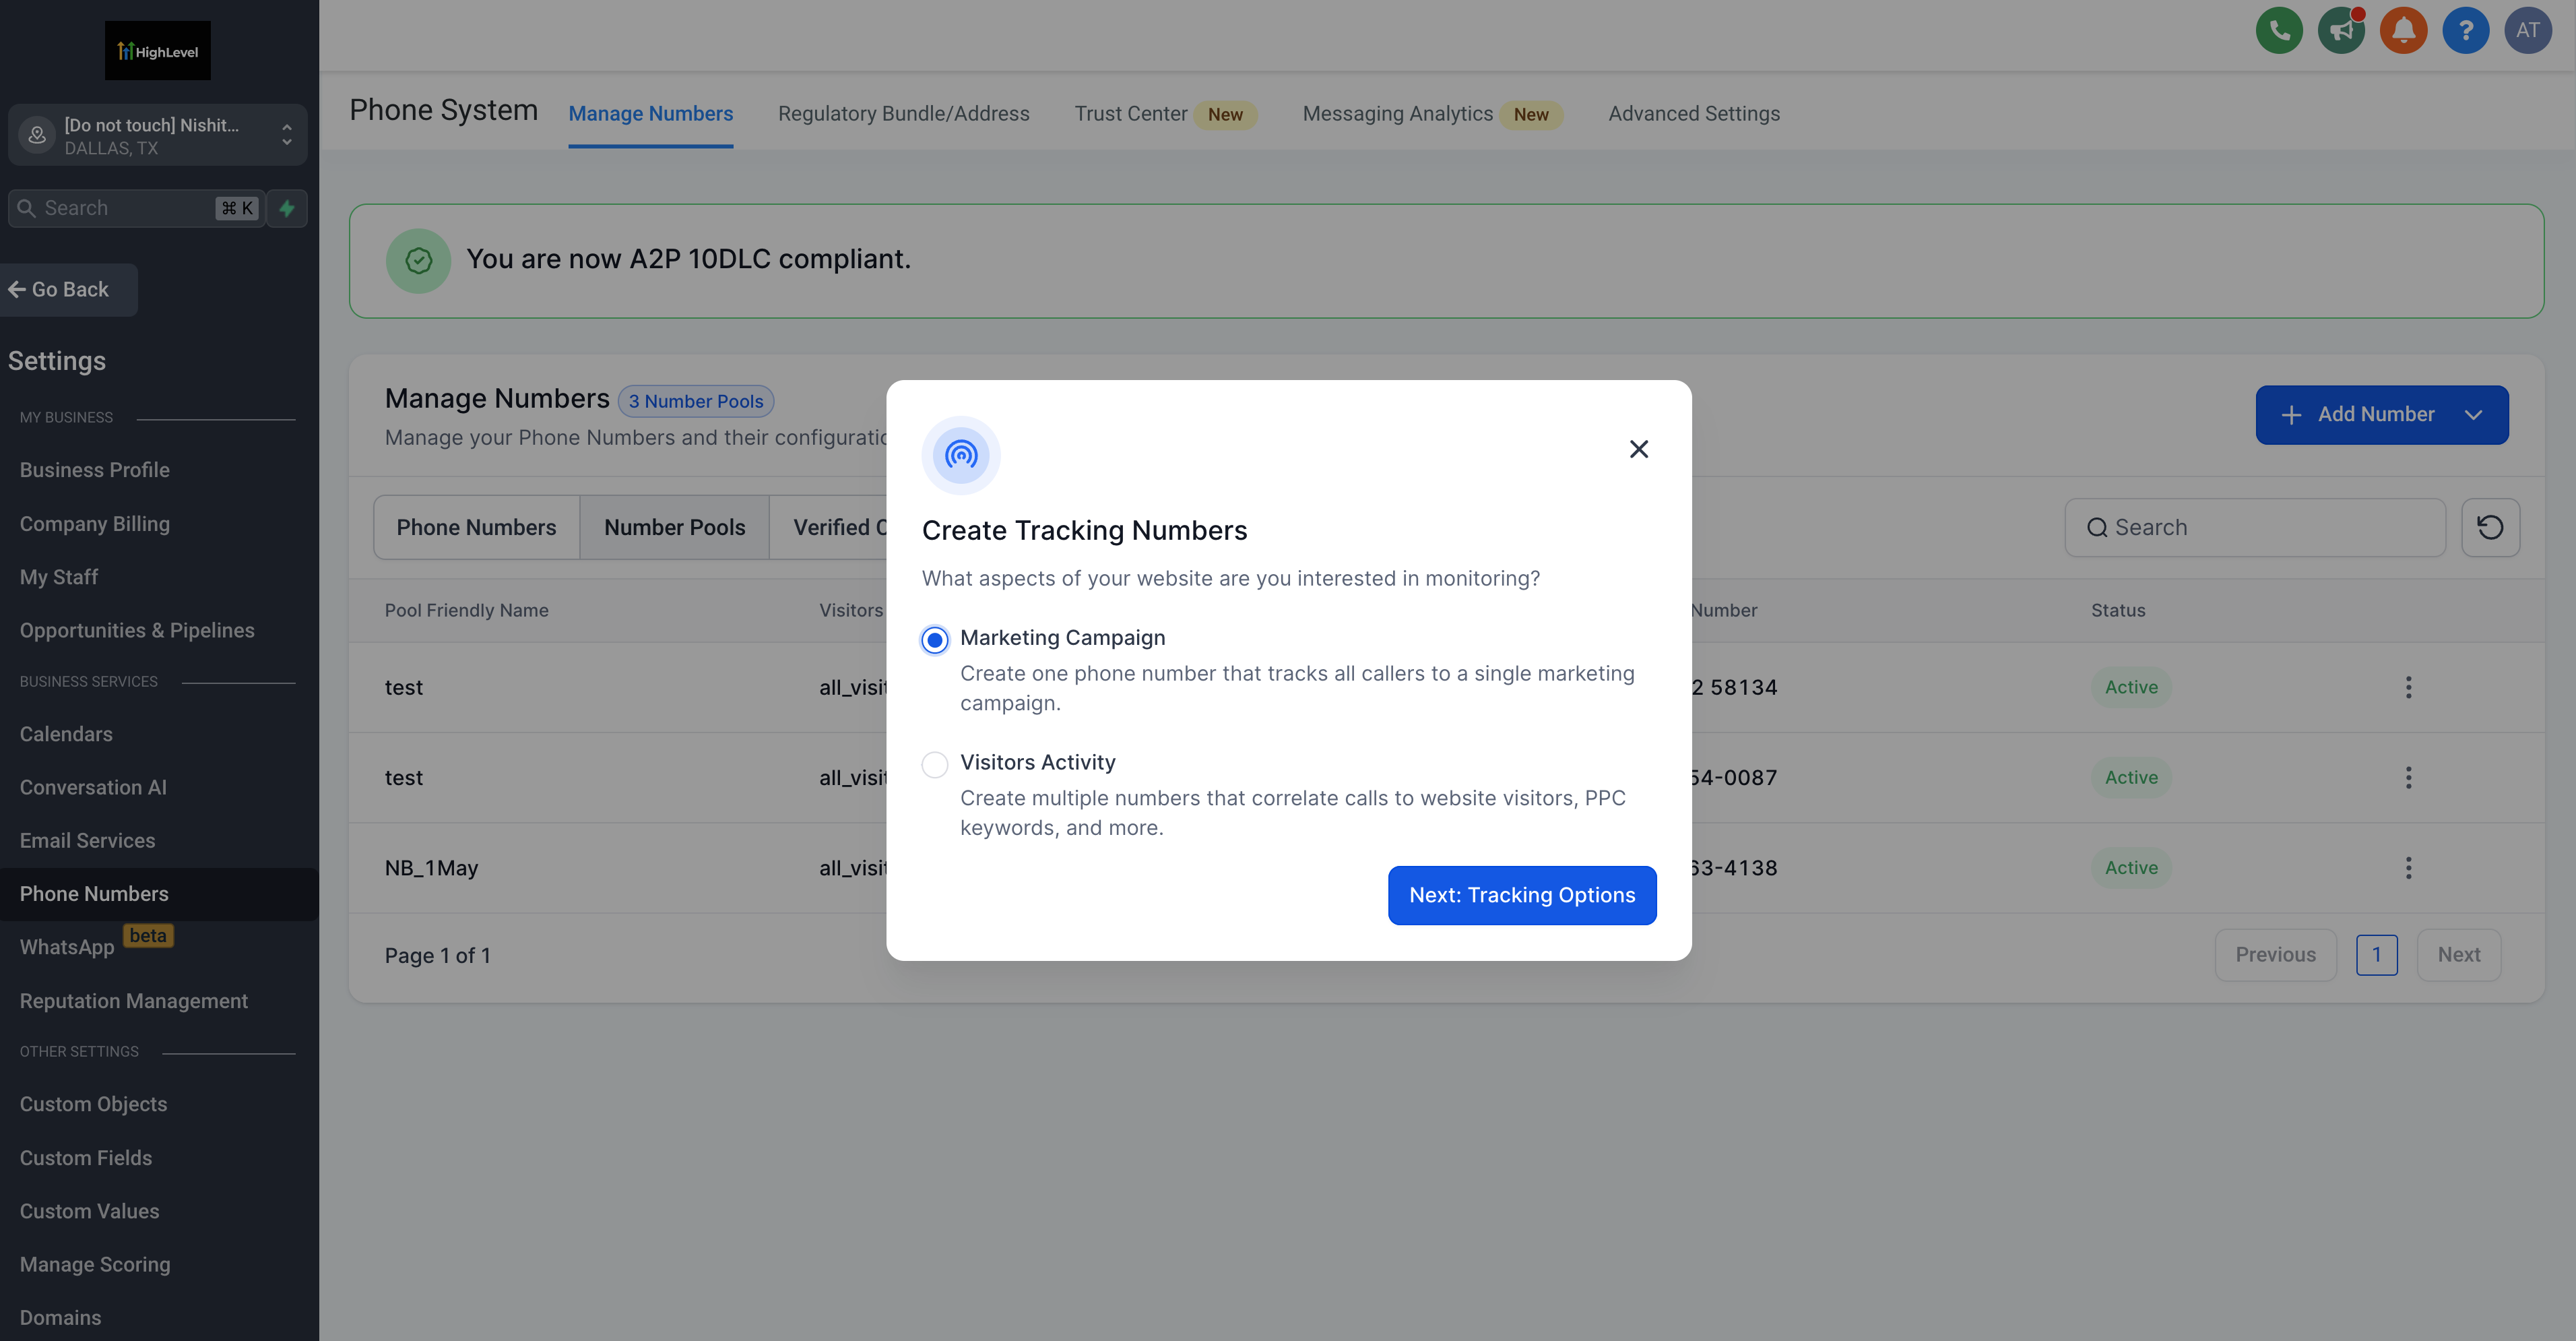 HighLevel
[Do not touch] Nishit...
DALLAS, TX
Search
⌘ K
Go Back
Settings
MY BUSINESS
Business Profile
Company Billing
My Staff
Opportunities & Pipelines
BUSINESS SERVICES
Calendars
Conversation AI
Email Services
Phone Numbers
WhatsApp beta
Reputation Management
OTHER SETTINGS
Custom Objects
Custom Fields
Custom Values
Manage Scoring
Domains
AT
Phone System
Manage Numbers
Regulatory Bundle/Address
Trust Center New
Messaging Analytics New
Advanced Settings
You are now A2P 10DLC compliant.
Manage Numbers 3 Number Pools
Manage your Phone Numbers and their
Add Number
Phone Numbers
Number Pools
Verified
Search
Pool Friendly Name
Visitors
Number
Status
test
2 58134
Active
test
54-0087
Active
NB_1May
63-4138
Active
Page 1 of 1
Previous
1
Next
Create Tracking Numbers
What aspects of your website are you interested in monitoring?
Marketing Campaign
Create one phone number that tracks all callers to a single marketing
campaign.
Visitors Activity
Create multiple numbers that correlate calls to website visitors, PPC
keywords, and more.
Next: Tracking Options